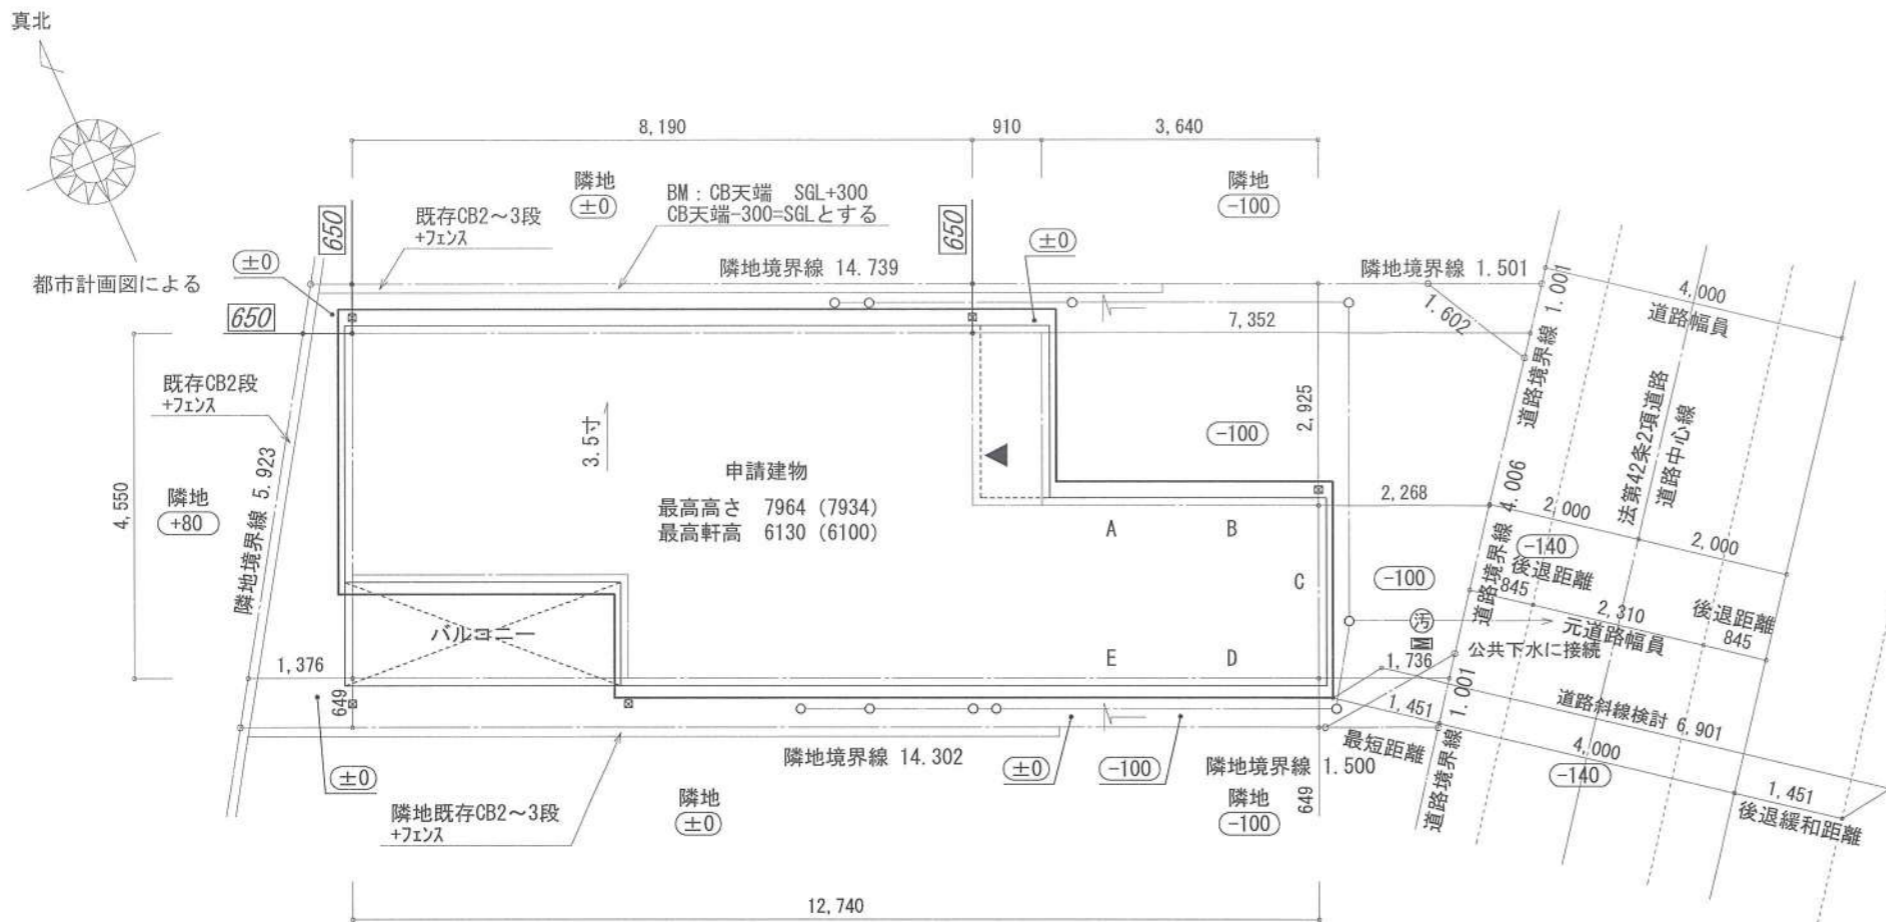 真北
都市計画図による
8,190
910
3,640
隣地
±0
BM：CB天端　SGL+300
CB天端-300=SGLとする
隣地
-100
既存CB2～3段
+フェンス
650
650
±0
±0
650
隣地境界線 14.739
隣地境界線 1.501
道路境界線 1.001
4,000
道路幅員
1.602
7,352
既存CB2段
+フェンス
3.5寸
2,925
-100
法第42条2項道路
道路中心線
4,550
隣地
+80
隣地境界線 5.923
申請建物
最高高さ　7964（7934）
最高軒高　6130（6100）
2,268
道路境界線 4.006
2,000
2,000
A
B
C
-140
-100
後退距離
845
2,310
元道路幅員
後退距離
845
汚
M
公共下水に接続
バルコニー
E
D
1,376
649
1,736
1,451
最短距離
道路境界線 1.001
道路斜線検討 6,901
4,000
-140
1,451
後退緩和距離
隣地境界線 14.302
±0
-100
隣地境界線 1.500
±0
隣地
±0
隣地
-100
649
隣地既存CB2～3段
+フェンス
12,740